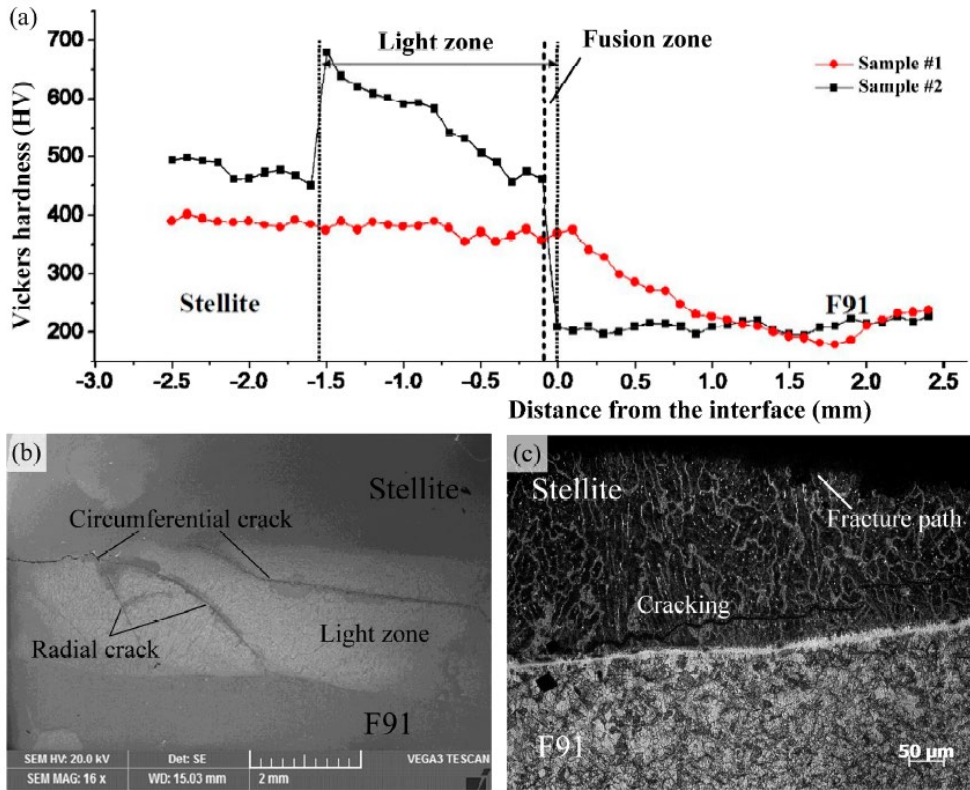 (a)
700
600
500
400
300
200
Vickers hardness (HV)
Light zone
Fusion zone
Sample #1
Sample #2
Stellite
F91
-3.0 -2.5 -2.0 -1.5 -1.0 -0.5 0.0 0.5 1.0 1.5 2.0 2.5
Distance from the interface (mm)
(b)
Stellite
Circumferential crack
Radial crack
Light zone
F91
SEM HV: 20.0 kV Det: SE VEGA3 TESCAN
SEM MAG: 16 x WD: 15.03 mm 2 mm
(c)
Stellite
Fracture path
Cracking
F91
50 μm